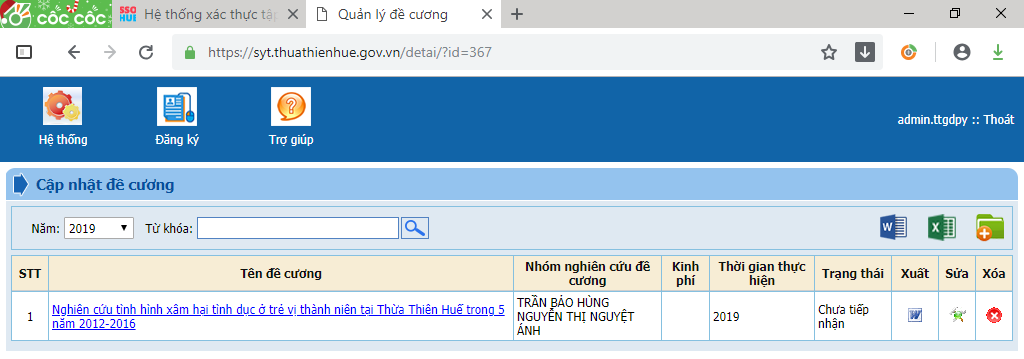 CỐC CỐC
SSO
HUE
Hệ thống xác thực tập
Quản lý đề cương
https://syt.thuathienhue.gov.vn/detai/?id=367
Hệ thống
Đăng ký
Trợ giúp
admin.ttgdpy :: Thoát
Cập nhật đề cương
Năm: 2019 Từ khóa:
STT
Tên đề cương
Nhóm nghiên cứu đề
cương
Kinh
phí
Thời gian thực
hiện
Trạng thái
Xuất
Sửa
Xóa
1
Nghiên cứu tình hình xâm hại tình dục ở trẻ vị thành niên tại Thừa Thiên Huế trong 5
năm 2012-2016
TRẦN BẢO HÙNG
NGUYỄN THỊ NGUYỆT
ÁNH
2019
Chưa tiếp
nhận